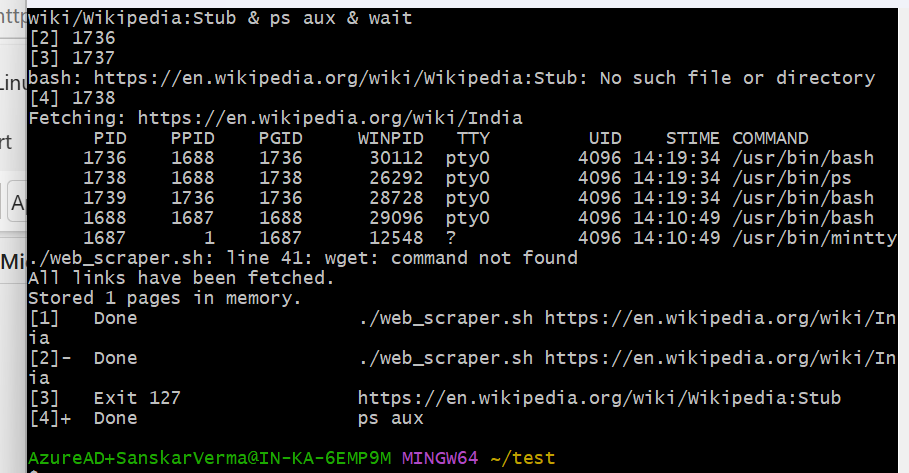 http
Linu
rt
A
Mi
wiki/Wikipedia:Stub & ps aux & wait
[2] 1736
[3] 1737
bash: https://en.wikipedia.org/wiki/Wikipedia:Stub: No such file or directory
[4] 1738
Fetching: https://en.wikipedia.org/wiki/India
PID PPID PGID WINPID TTY UID STIME COMMAND
1736 1688 1736 30112 pty0 4096 14:19:34 /usr/bin/bash
1738 1688 1738 26292 pty0 4096 14:19:34 /usr/bin/ps
1739 1736 1736 28728 pty0 4096 14:19:34 /usr/bin/bash
1688 1687 1688 29096 pty0 4096 14:10:49 /usr/bin/bash
1687 1 1687 12548 ? 4096 14:10:49 /usr/bin/mintty
./web_scraper.sh: line 41: wget: command not found
All links have been fetched.
Stored 1 pages in memory.
[1] Done ./web_scraper.sh https://en.wikipedia.org/wiki/In
ia
[2]- Done ./web_scraper.sh https://en.wikipedia.org/wiki/In
ia
[3] Exit 127 https://en.wikipedia.org/wiki/Wikipedia:Stub
[4]+ Done ps aux
AzureAD+SanskarVerma@IN-KA-6EMP9M MINGW64 ~/test